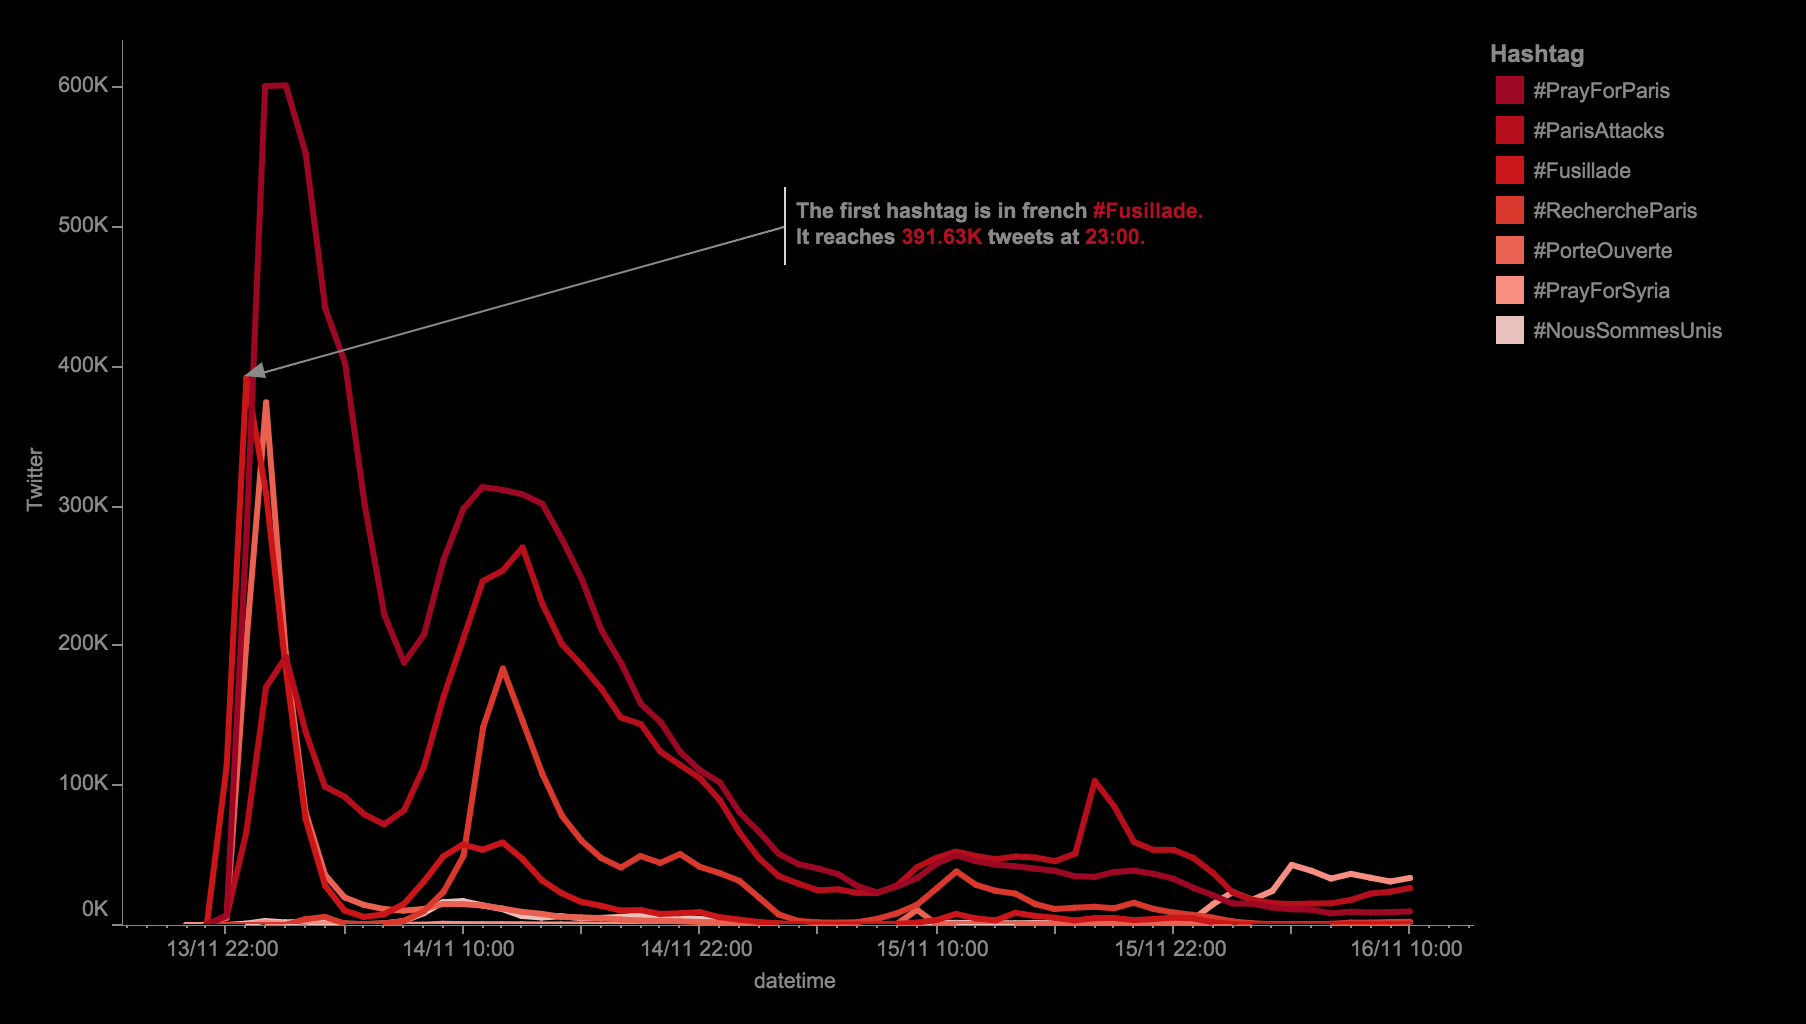 Hashtag
#PrayForParis
#ParisAttacks
#Fusillade
#RechercheParis
#PorteOuverte
#PrayForSyria
#NousSommesUnis
The first hashtag is in french #Fusillade.
It reaches 391.63K tweets at 23:00.
600K
500K
400K
300K
200K
100K
0K
Twitter
13/11 22:00
14/11 10:00
14/11 22:00
15/11 10:00
15/11 22:00
16/11 10:00
datetime